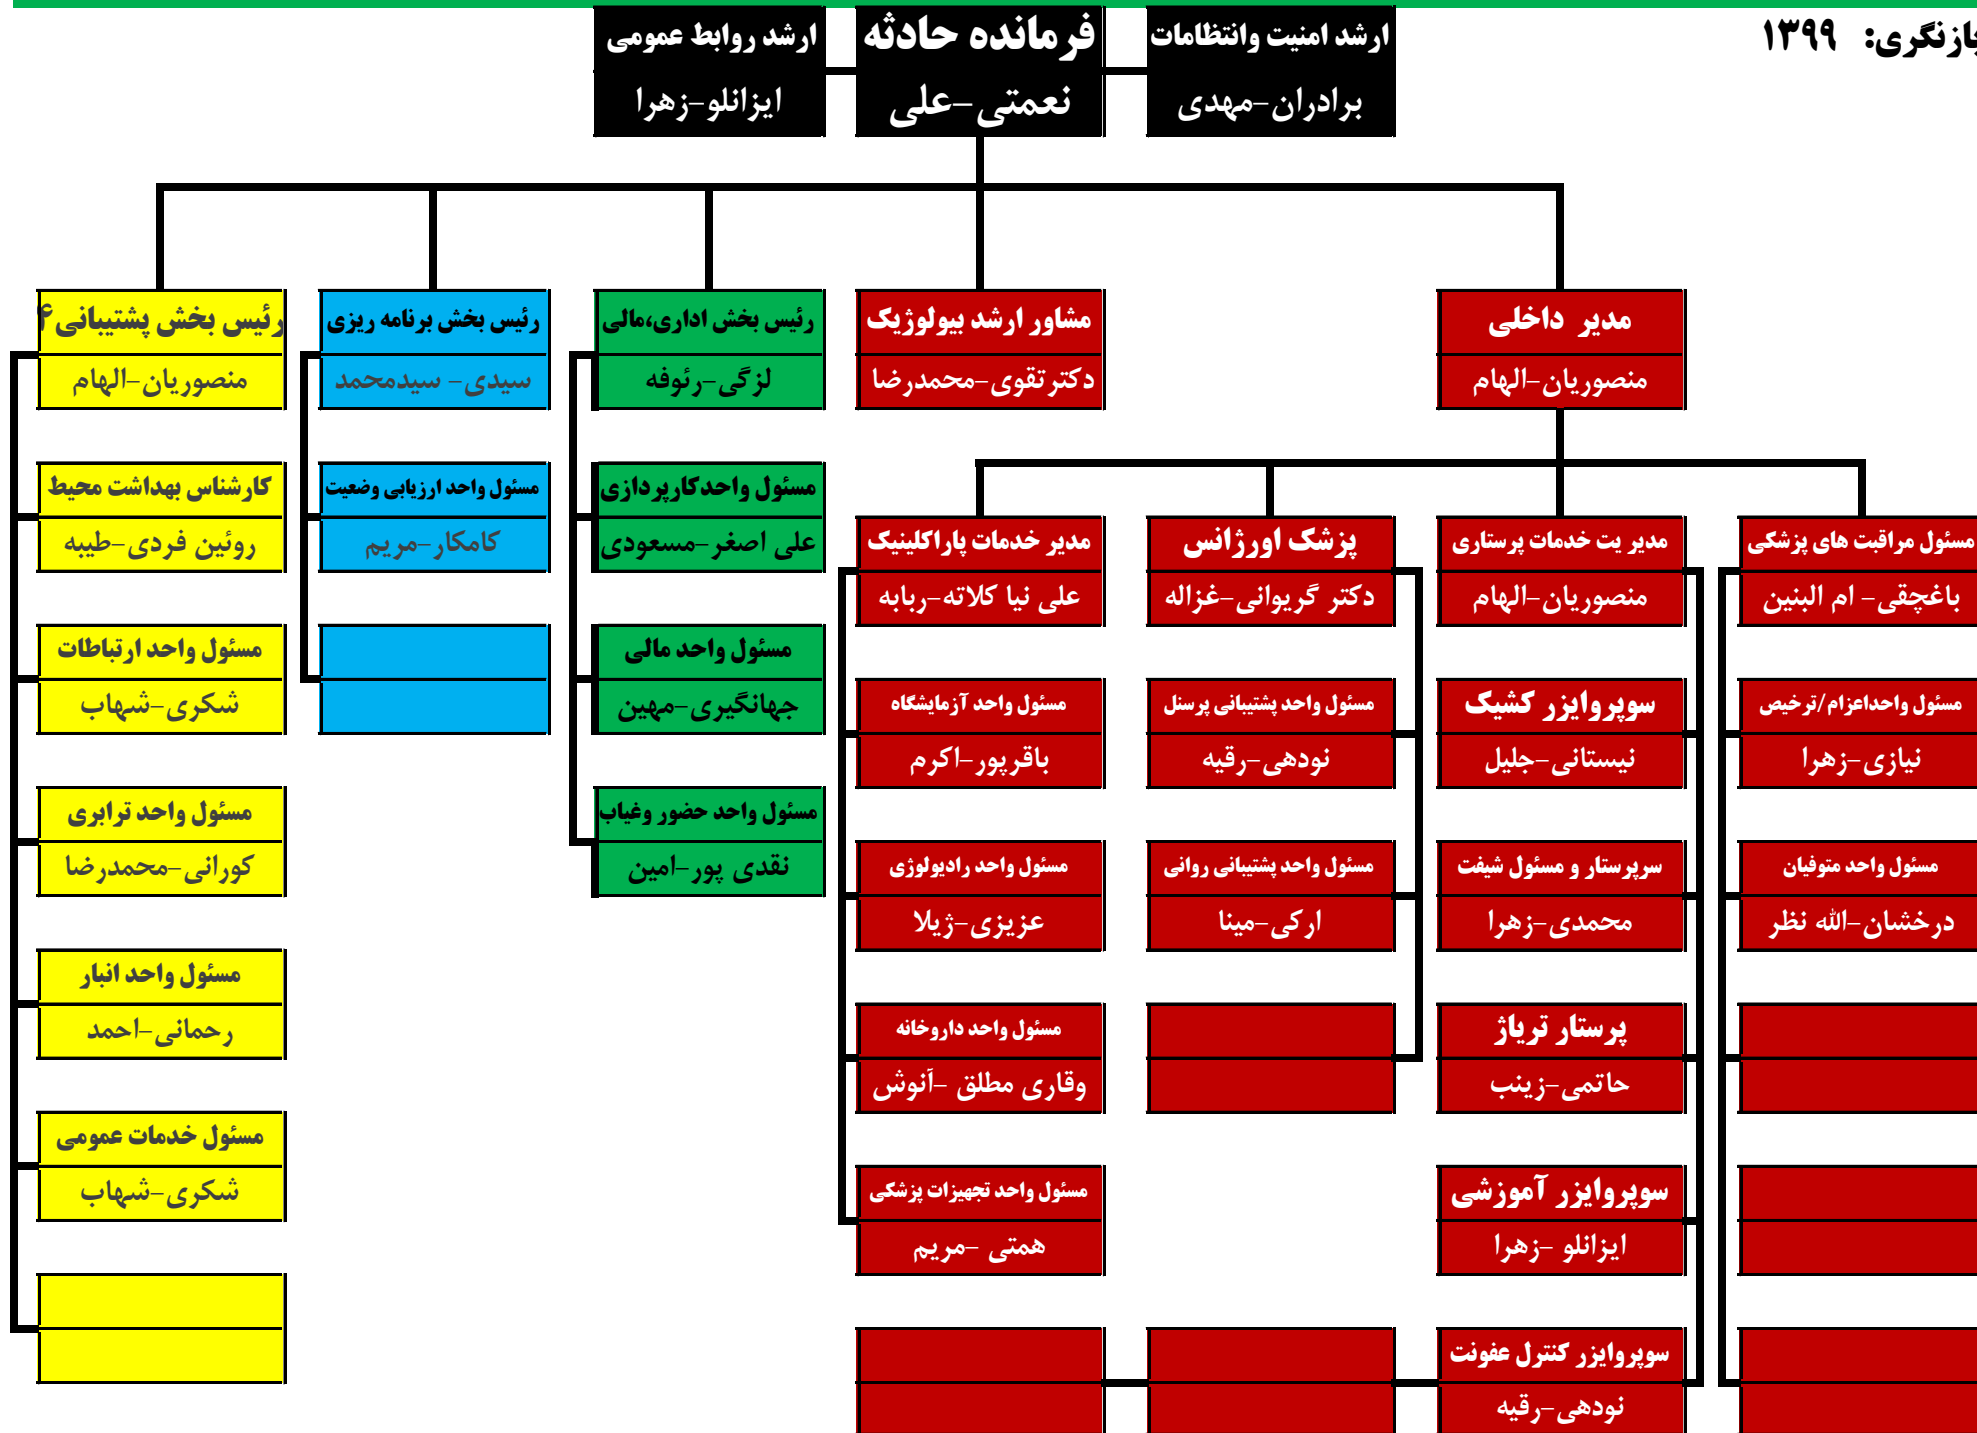 بازنگری: ۱۳۹۹
ارشد امنیت وانتظامات
برادران-مهدی
فرمانده حادثه
نعمتی-علی
ارشد روابط عمومی
ایزانلو-زهرا
مدیر داخلی
منصوریان-الهام
مشاور ارشد بیولوژیک
دکترتقوی-محمدرضا
رئیس بخش اداری،مالی
لزگی-رئوفه
رئیس بخش برنامه ریزی
سیدی- سیدمحمد
رئیس بخش پشتیبانی۴
منصوریان-الهام
مسئول مراقبت های پزشکی
باغچقی- ام البنین
مسئول واحداعزام/ترخیص
نیازی-زهرا
مسئول واحد متوفیان
درخشان-الله نظر
مدیر یت خدمات پرستاری
منصوریان-الهام
سوپروایزر کشیک
نیستانی-جلیل
سرپرستار و مسئول شیفت
محمدی-زهرا
پرستار تریاژ
حاتمی-زینب
سوپروایزر آموزشی
ایزانلو -زهرا
سوپروایزر کنترل عفونت
نودهی-رقیه
پزشک اورژانس
دکتر گریوانی-غزاله
مسئول واحد پشتیبانی پرسنل
نودهی-رقیه
مسئول واحد پشتیبانی روانی
ارکی-مینا
مدیر خدمات پاراکلینیک
علی نیا کلاته-ربابه
مسئول واحد آزمایشگاه
باقرپور-اکرم
مسئول واحد رادیولوژی
عزیزی-ژیلا
مسئول واحد داروخانه
وقاری مطلق -آنوش
مسئول واحد تجهیزات پزشکی
همتی -مریم
مسئول واحدکارپردازی
علی اصغر-مسعودی
مسئول واحد مالی
جهانگیری-مهین
مسئول واحد حضور وغیاب
نقدی پور-امین
مسئول واحد ارزیابی وضعیت
کامکار-مریم
کارشناس بهداشت محیط
روئین فردی-طیبه
مسئول واحد ارتباطات
شکری-شهاب
مسئول واحد ترابری
کورانی-محمدرضا
مسئول واحد انبار
رحمانی-احمد
مسئول خدمات عمومی
شکری-شهاب